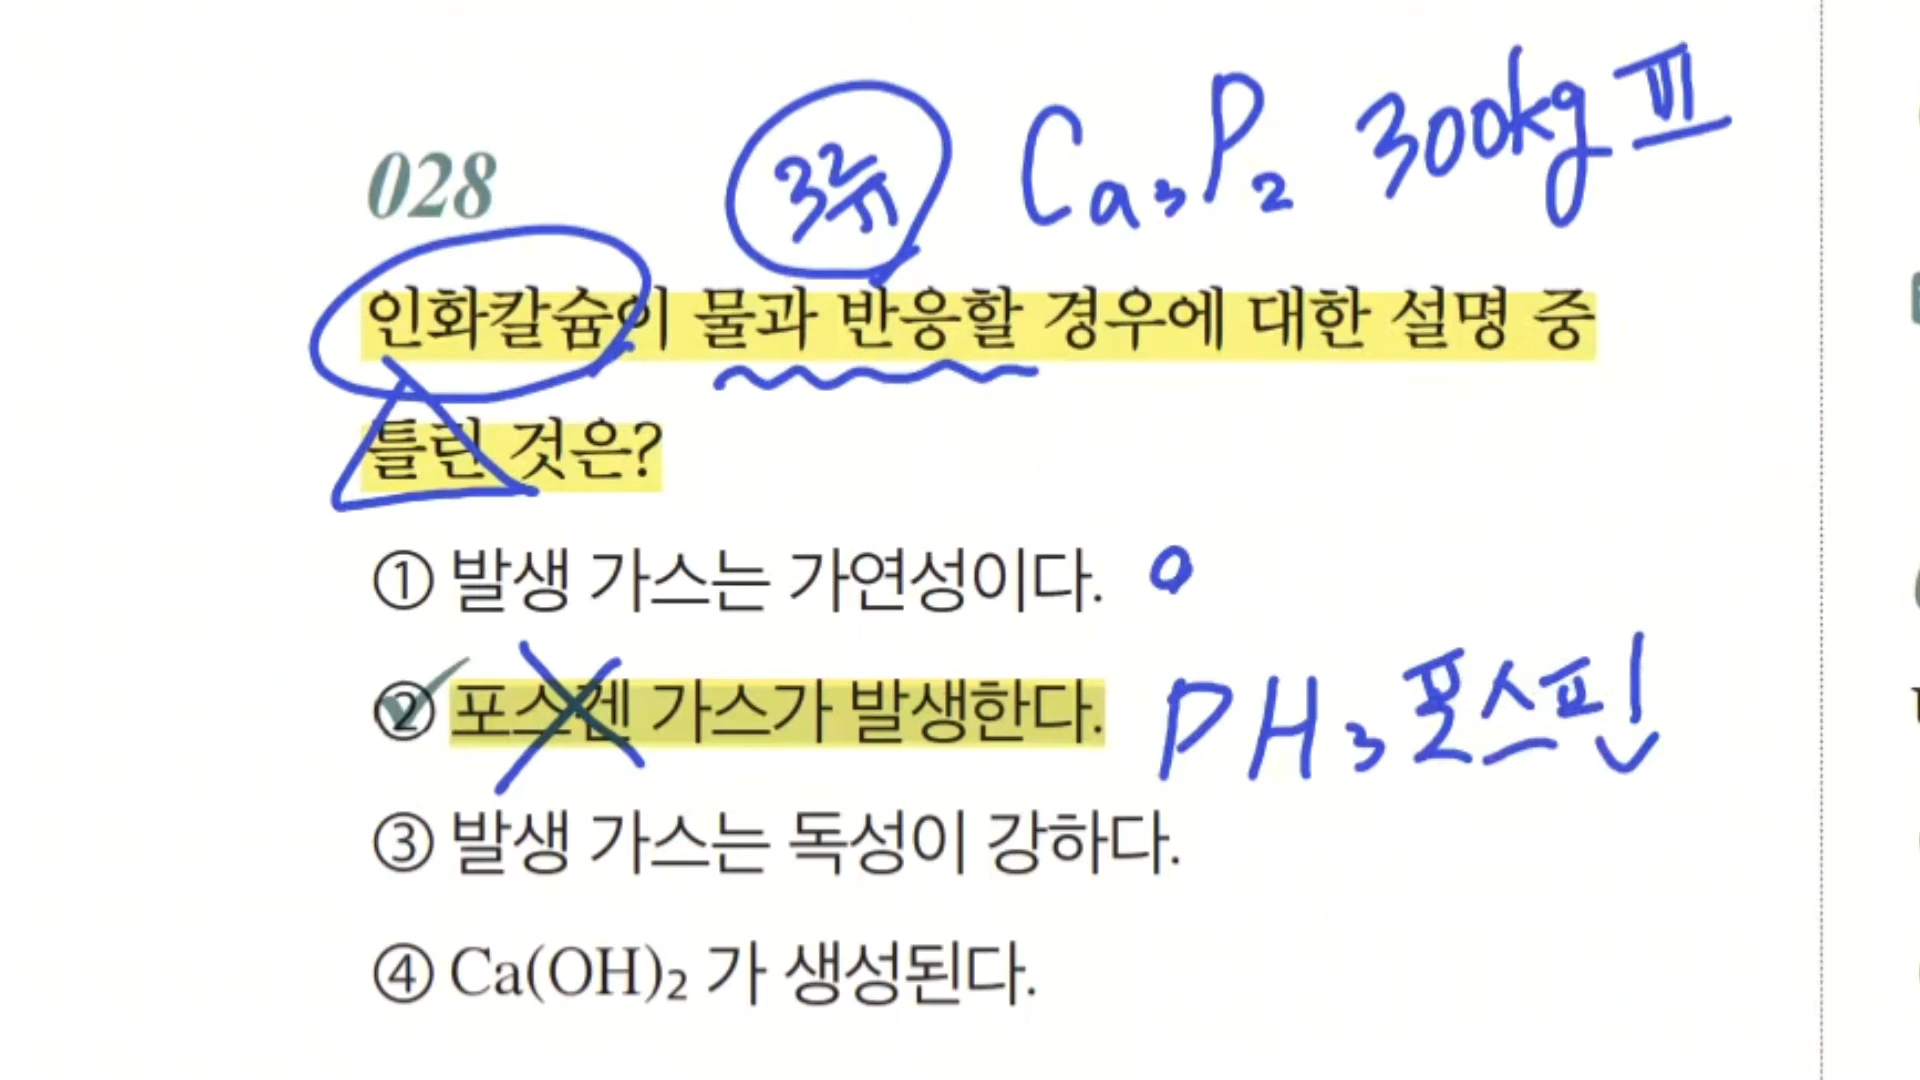 3류 Ca₃P₂ 300kg Ⅲ
028
인화칼슘이 물과 반응할 경우에 대한 설명 중
틀린 것은?
① 발생 가스는 가연성이다.
② 포스겐 가스가 발생한다. PH₃ 포스핀
③ 발생 가스는 독성이 강하다.
④ Ca(OH)₂ 가 생성된다.